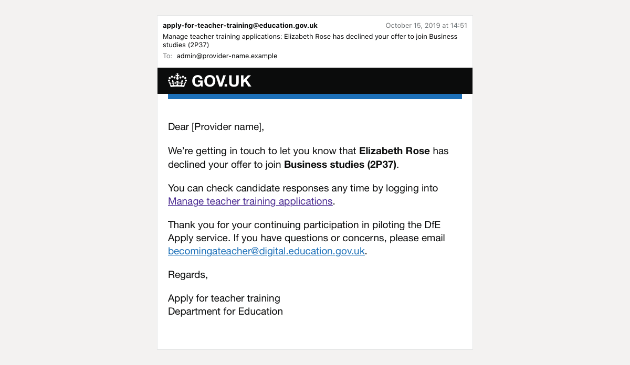 apply-for-teacher-training@education.gov.uk October 15, 2019 at 14:51
Manage teacher training applications: Elizabeth Rose has declined your offer to join Business
studies (2P37)
To: admin@provider-name.example
GOV.UK
Dear [Provider name],
We're getting in touch to let you know that Elizabeth Rose has
declined your offer to join Business studies (2P37).
You can check candidate responses any time by logging into
Manage teacher training applications.
Thank you for your continuing participation in piloting the DfE
Apply service. If you have questions or concerns, please email
becomingateacher@digital.education.gov.uk.
Regards,
Apply for teacher training
Department for Education